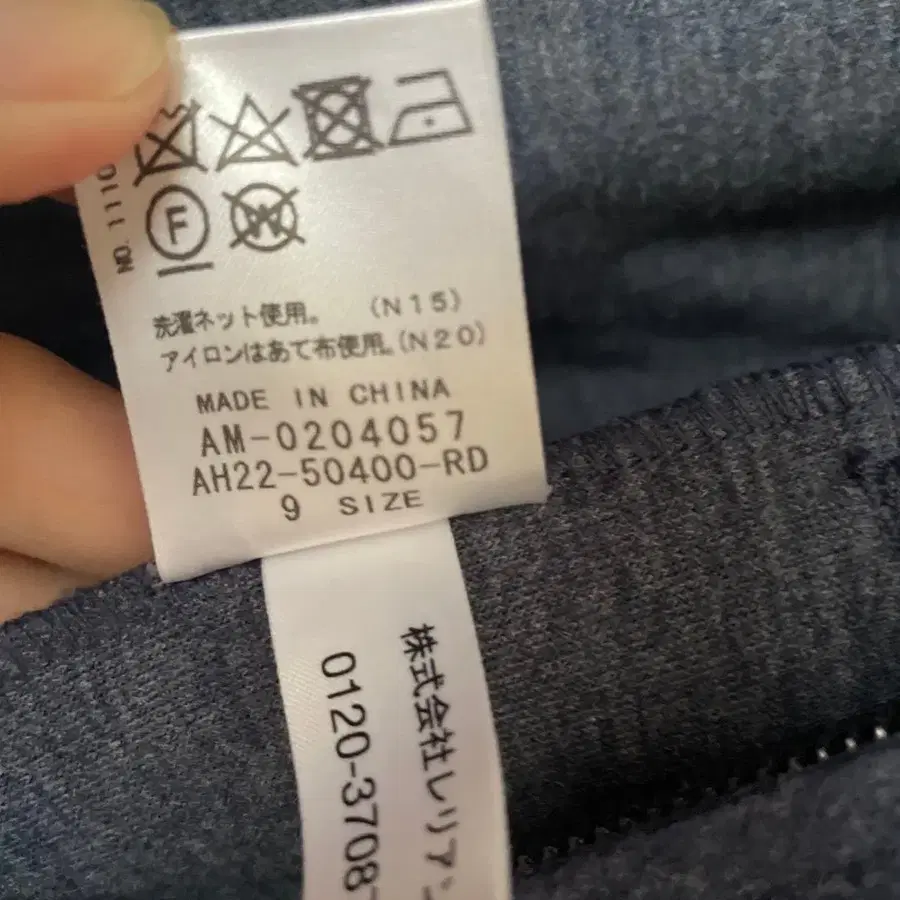 F
W
洗濯ネット使用。 (N15)
アイロンはあて布使用。(N20)
MADE IN CHINA
AM-0204057
AH22-50400-RD
9 SIZE
株式会社レリア
0120-3708